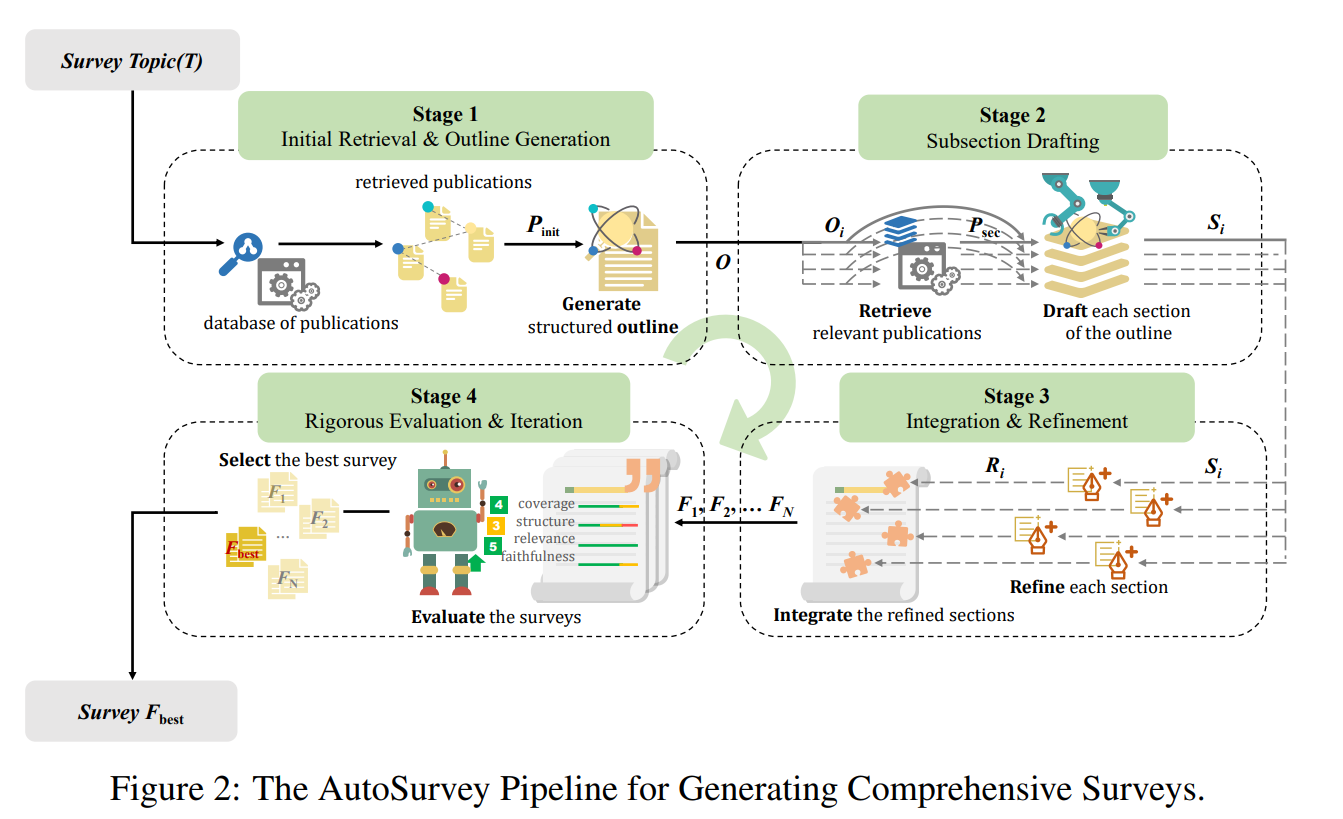 Survey Topic(T)
Stage 1
Initial Retrieval & Outline Generation
retrieved publications
P_init
database of publications
Generate
structured outline
O
Stage 2
Subsection Drafting
O_i
P_sec
S_i
Retrieve
relevant publications
Draft each section
of the outline
Stage 3
Integration & Refinement
R_i
S_i
Refine each section
Integrate the refined sections
F_1, F_2, … F_N
Stage 4
Rigorous Evaluation & Iteration
Select the best survey
F_1
F_2
...
F_best
F_N
4
3
5
coverage
structure
relevance
faithfulness
Evaluate the surveys
Survey F_best
Figure 2: The AutoSurvey Pipeline for Generating Comprehensive Surveys.